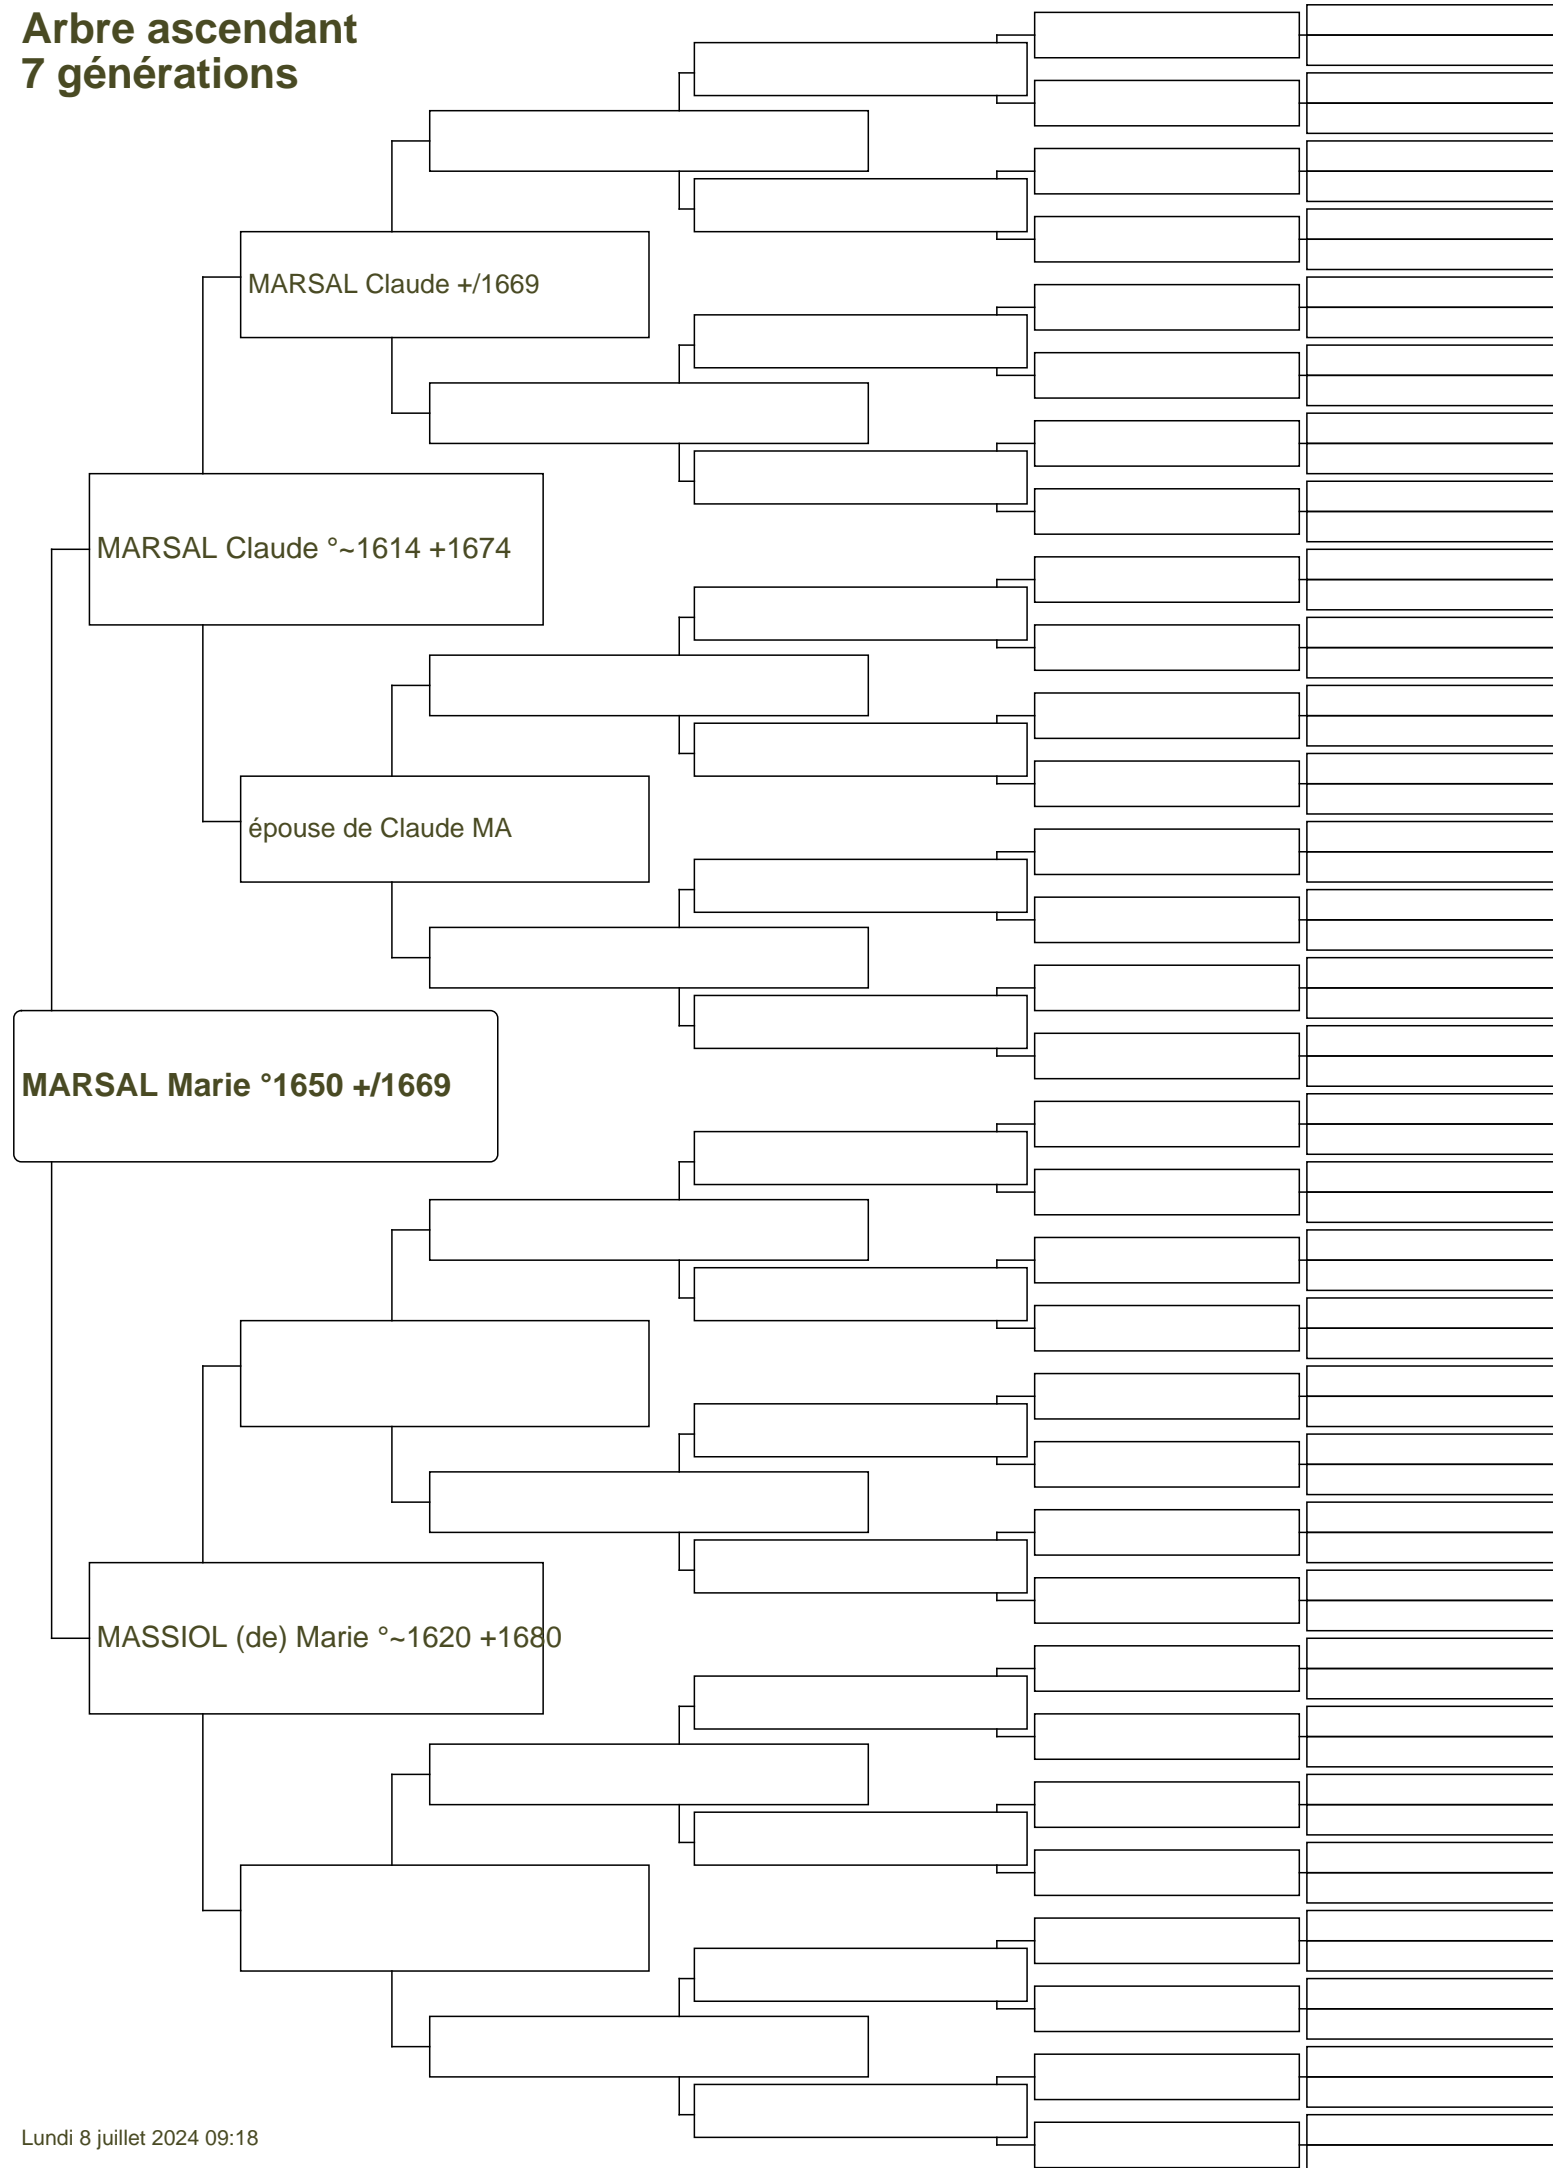 Arbre ascendant
7 générations
MARSAL Claude +/1669
MARSAL Claude °~1614 +1674
épouse de Claude MA
MARSAL Marie °1650 +/1669
MASSIOL (de) Marie °~1620 +1680
Lundi 8 juillet 2024 09:18